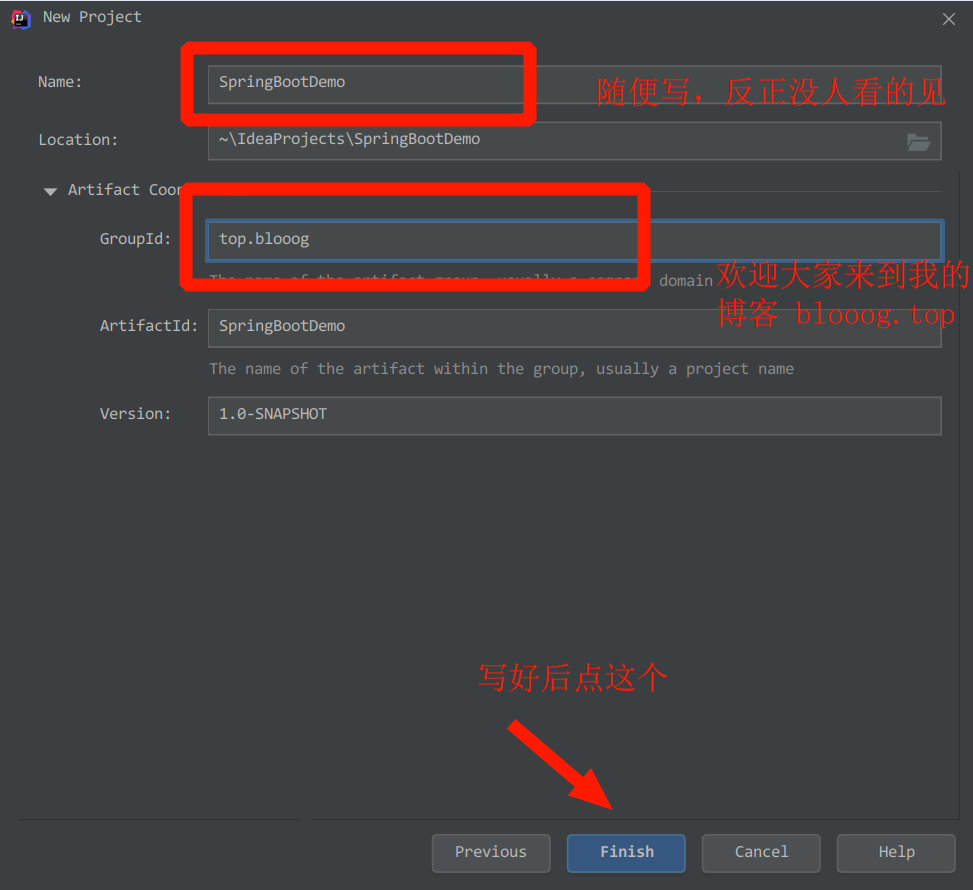 New Project
Name: SpringBootDemo
随便写，反正没人看的见
Location: ~\IdeaProjects\SpringBootDemo
Artifact Coor
GroupId: top.blooog
The name of the artifact group, usually a company domain
欢迎大家来到我的
博客 blooog.top
ArtifactId: SpringBootDemo
The name of the artifact within the group, usually a project name
Version: 1.0-SNAPSHOT
写好后点这个
Previous Finish Cancel Help